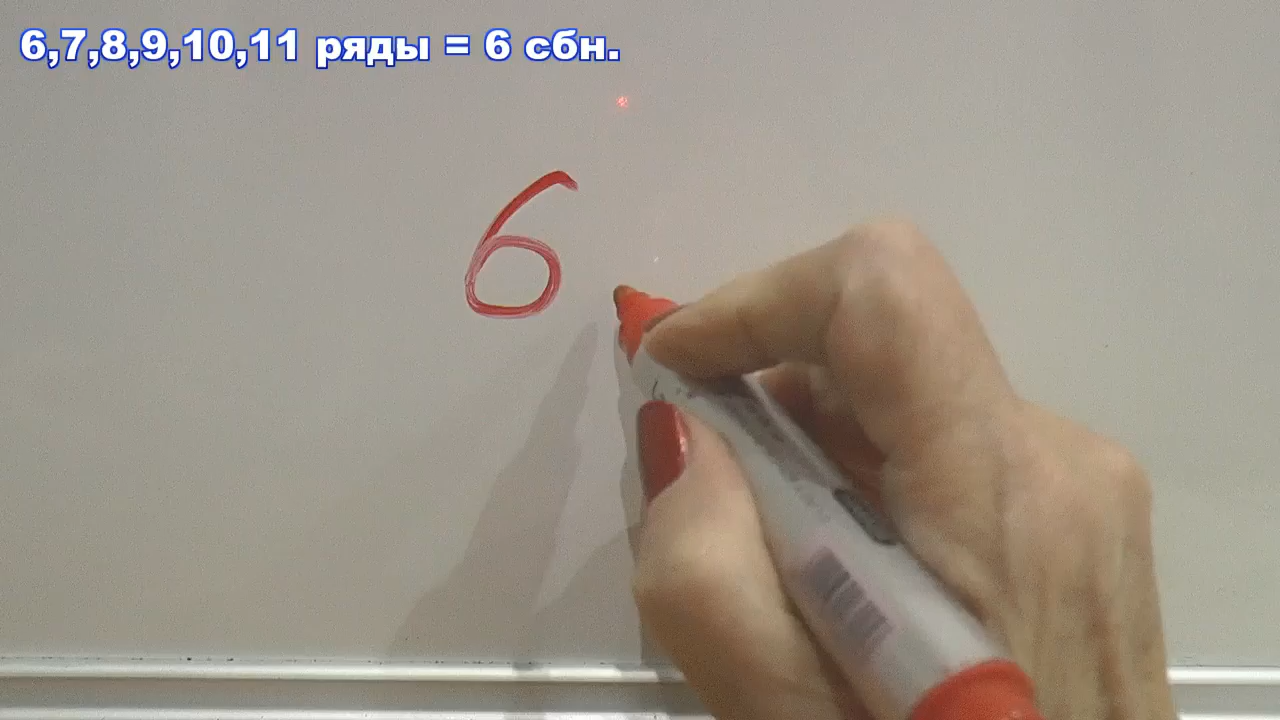 6,7,8,9,10,11 ряды = 6 сбн.
6